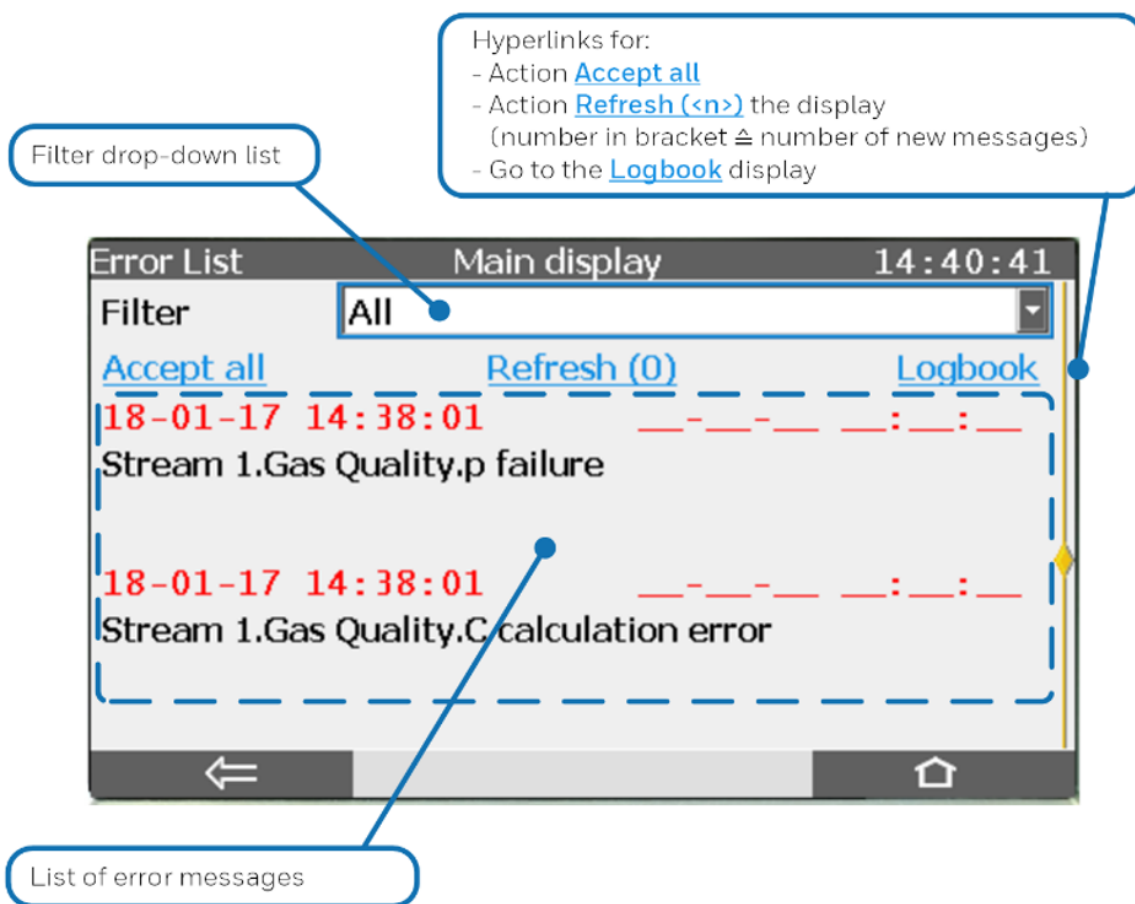 Hyperlinks for:
- Action Accept all
- Action Refresh (<n>) the display
(number in bracket ≙ number of new messages)
- Go to the Logbook display
Filter drop-down list
Error List Main display 14:40:41
Filter All
Accept all Refresh (0) Logbook
18-01-17 14:38:01 __-__-__ __:__:__
Stream 1.Gas Quality.p failure
18-01-17 14:38:01 __-__-__ __:__:__
Stream 1.Gas Quality.C calculation error
List of error messages